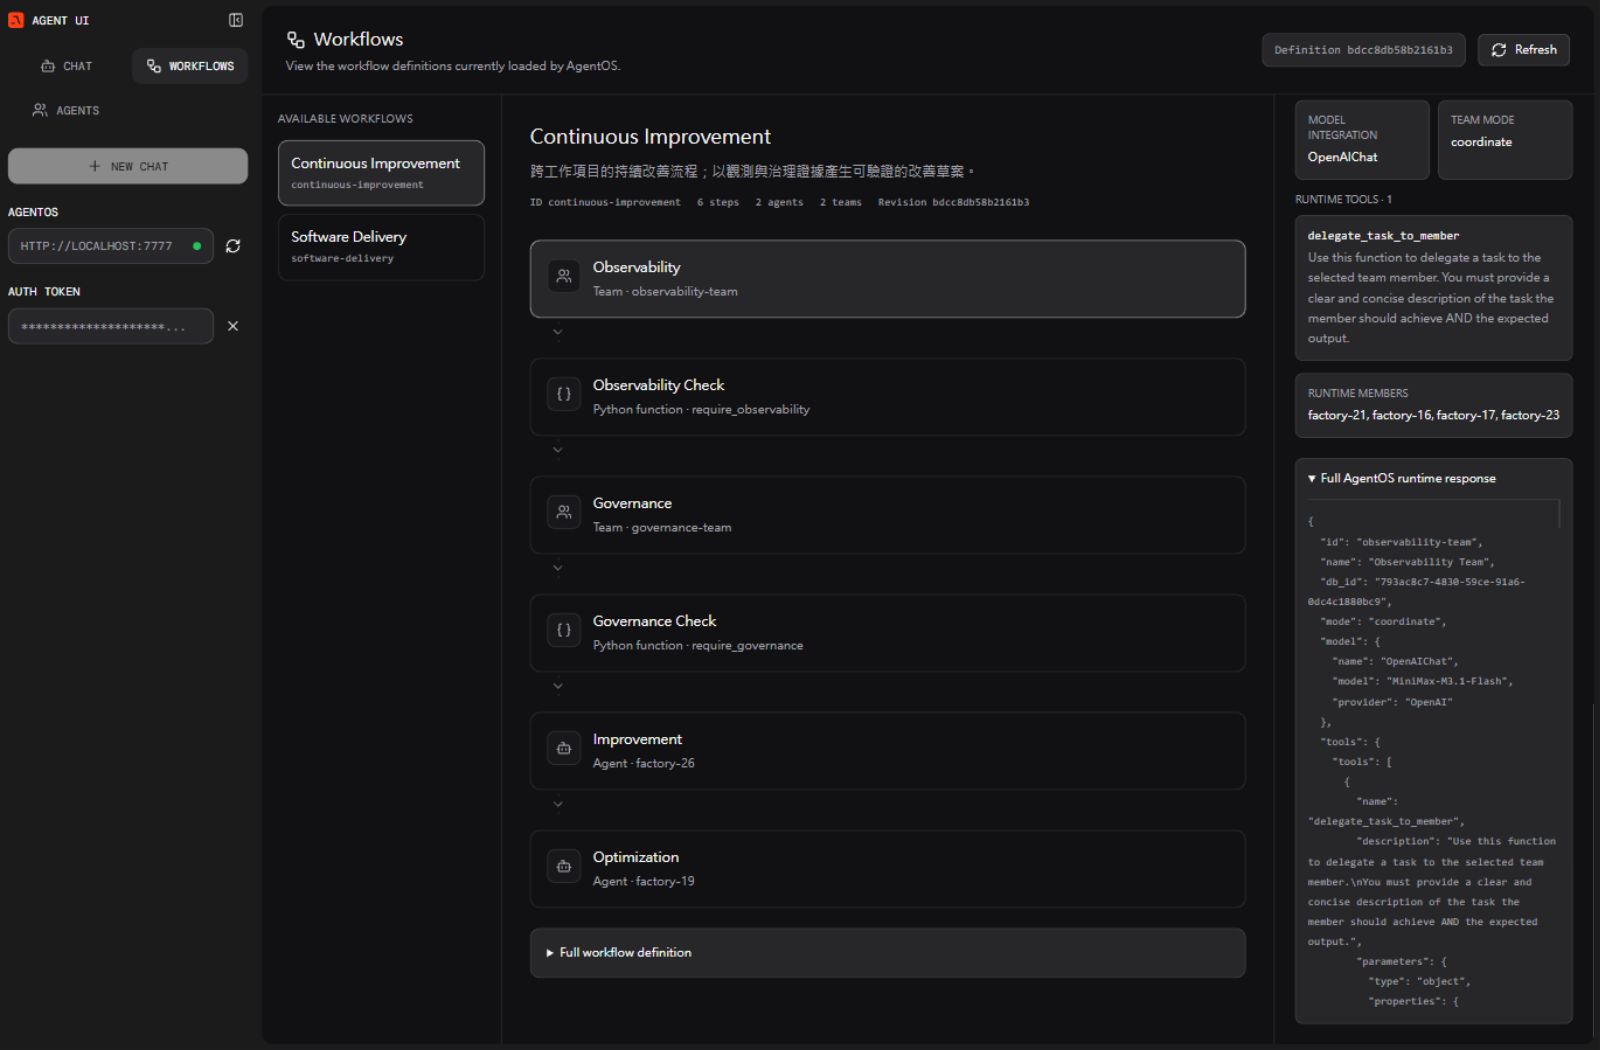 AGENT UI
CHAT
WORKFLOWS
AGENTS
NEW CHAT
AGENTOS
HTTP://LOCALHOST:7777
AUTH TOKEN
********************...
Workflows
View the workflow definitions currently loaded by AgentOS.
Definition bdcc8db58b2161b3
Refresh
AVAILABLE WORKFLOWS
Continuous Improvement
continuous-improvement
Software Delivery
software-delivery
Continuous Improvement
跨工作項目的持續改善流程；以觀測與治理證據產生可驗證的改善草案。
ID continuous-improvement 6 steps 2 agents 2 teams Revision bdcc8db58b2161b3
Observability
Team · observability-team
Observability Check
{ }
Python function · require_observability
Governance
Team · governance-team
Governance Check
{ }
Python function · require_governance
Improvement
Agent · factory-26
Optimization
Agent · factory-19
Full workflow definition
MODEL
INTEGRATION
OpenAIChat
TEAM MODE
coordinate
RUNTIME TOOLS · 1
delegate_task_to_member
Use this function to delegate a task to the
selected team member. You must provide a
clear and concise description of the task the
member should achieve AND the expected
output.
RUNTIME MEMBERS
factory-21, factory-16, factory-17, factory-23
Full AgentOS runtime response
{
"id": "observability-team",
"name": "Observability Team",
"db_id": "793ac8c7-4830-59ce-91a6-
0dc4c1880bc9",
"mode": "coordinate",
"model": {
"name": "OpenAIChat",
"model": "MiniMax-M3.1-Flash",
"provider": "OpenAI"
},
"tools": {
"tools": [
{
"name":
"delegate_task_to_member",
"description": "Use this function
to delegate a task to the selected team
member.\nYou must provide a clear and
concise description of the task the
member should achieve AND the expected
output.",
"parameters": {
"type": "object",
"properties": {